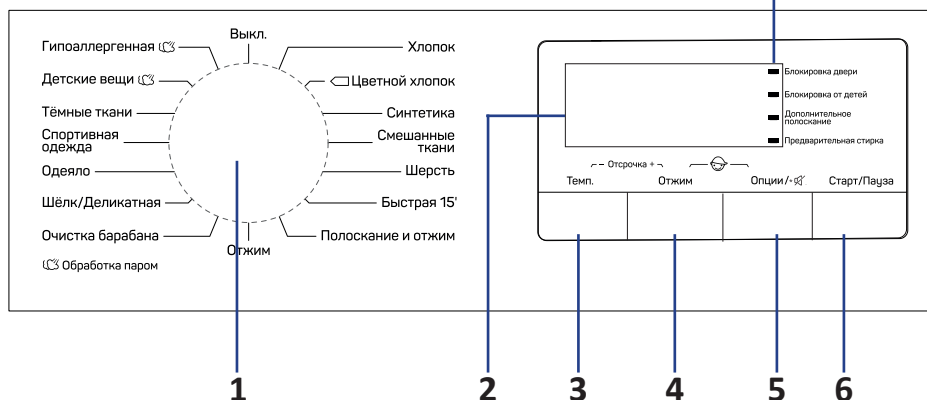 Выкл.
Гипоаллергенная
Детские вещи
Тёмные ткани
Спортивная
одежда
Одеяло
Шёлк/Деликатная
Очистка барабана
Обработка паром
Хлопок
Цветной хлопок
Синтетика
Смешанные
ткани
Шерсть
Быстрая 15'
Полоскание и отжим
Отжим
Блокировка двери
Блокировка от детей
Дополнительное
полоскание
Предварительная стирка
- Отсрочка +
Темп.
Отжим
Опции/
Старт/Пауза
1
2
3
4
5
6